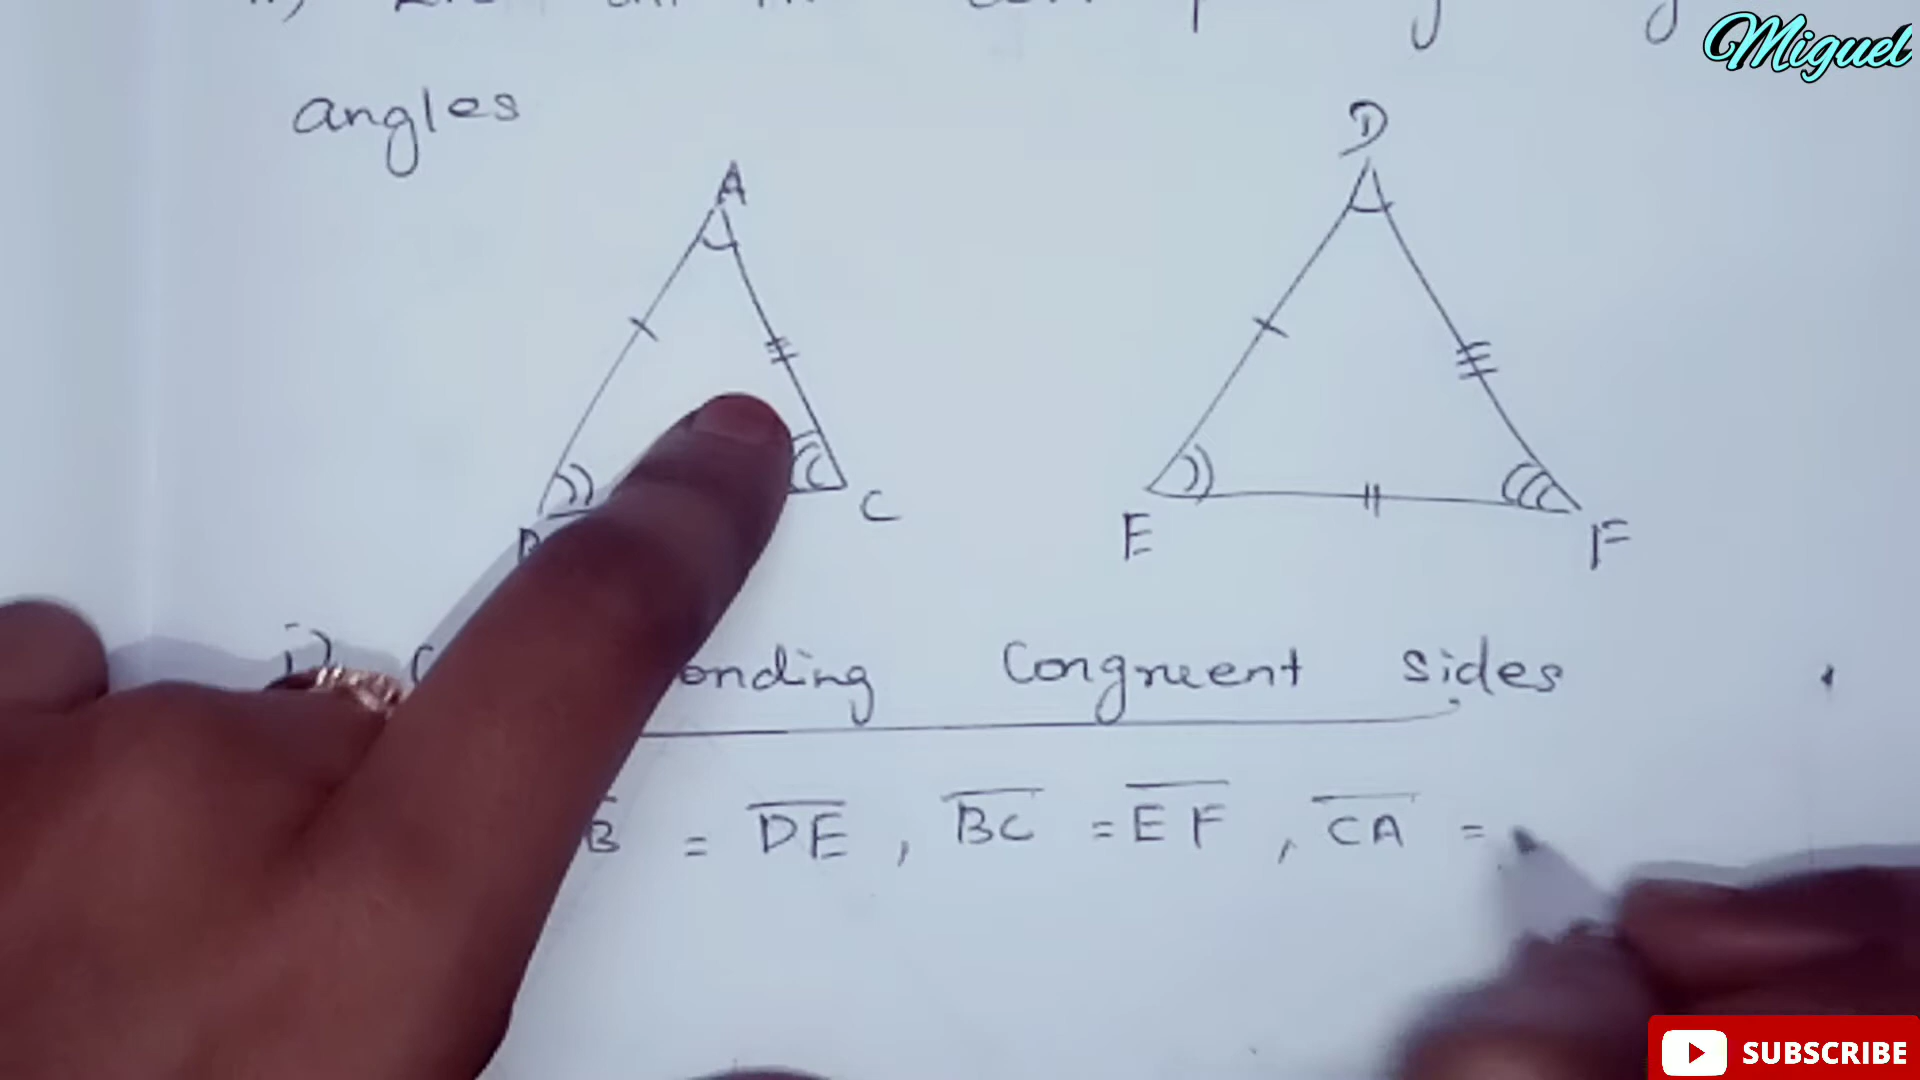 Miguel
angles
A
D
C
E
F
i) onding Congruent sides
B = DE , BC = EF , CA =
SUBSCRIBE